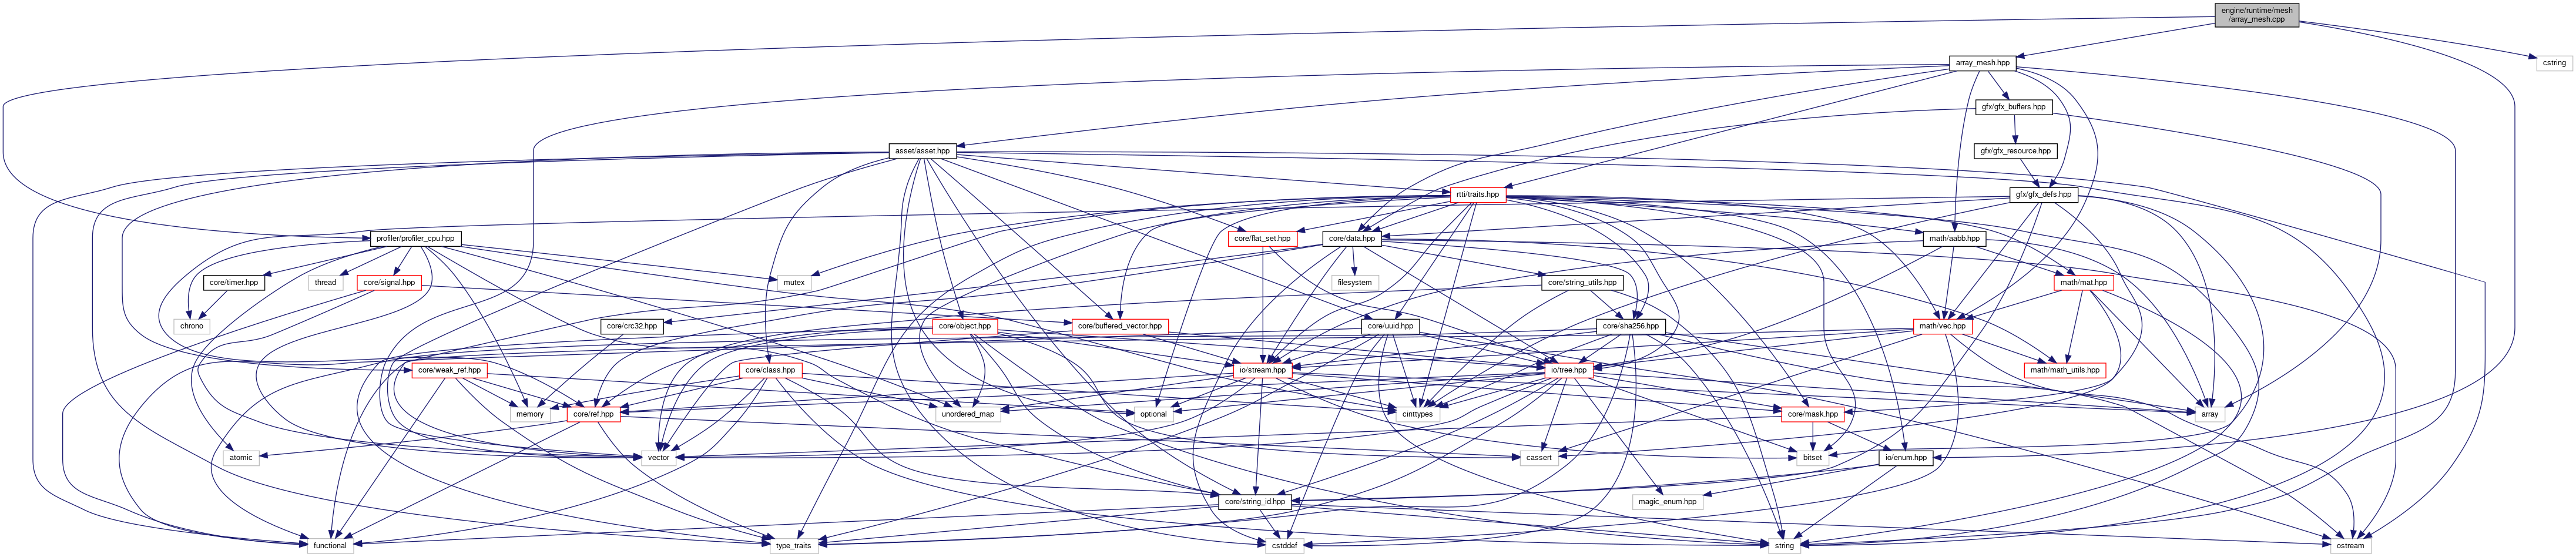 engine/runtime/mesh
/array_mesh.cpp
array_mesh.hpp
cstring
gfx/gfx_buffers.hpp
asset/asset.hpp
gfx/gfx_resource.hpp
rtti/traits.hpp
gfx/gfx_defs.hpp
profiler/profiler_cpu.hpp
core/flat_set.hpp
core/data.hpp
math/aabb.hpp
core/timer.hpp
thread
core/signal.hpp
mutex
filesystem
core/string_utils.hpp
math/mat.hpp
chrono
core/crc32.hpp
core/object.hpp
core/buffered_vector.hpp
core/uuid.hpp
core/sha256.hpp
math/vec.hpp
core/weak_ref.hpp
core/class.hpp
io/stream.hpp
io/tree.hpp
math/math_utils.hpp
memory
core/ref.hpp
unordered_map
optional
cinttypes
core/mask.hpp
array
atomic
vector
cassert
bitset
io/enum.hpp
core/string_id.hpp
magic_enum.hpp
functional
type_traits
cstddef
string
ostream